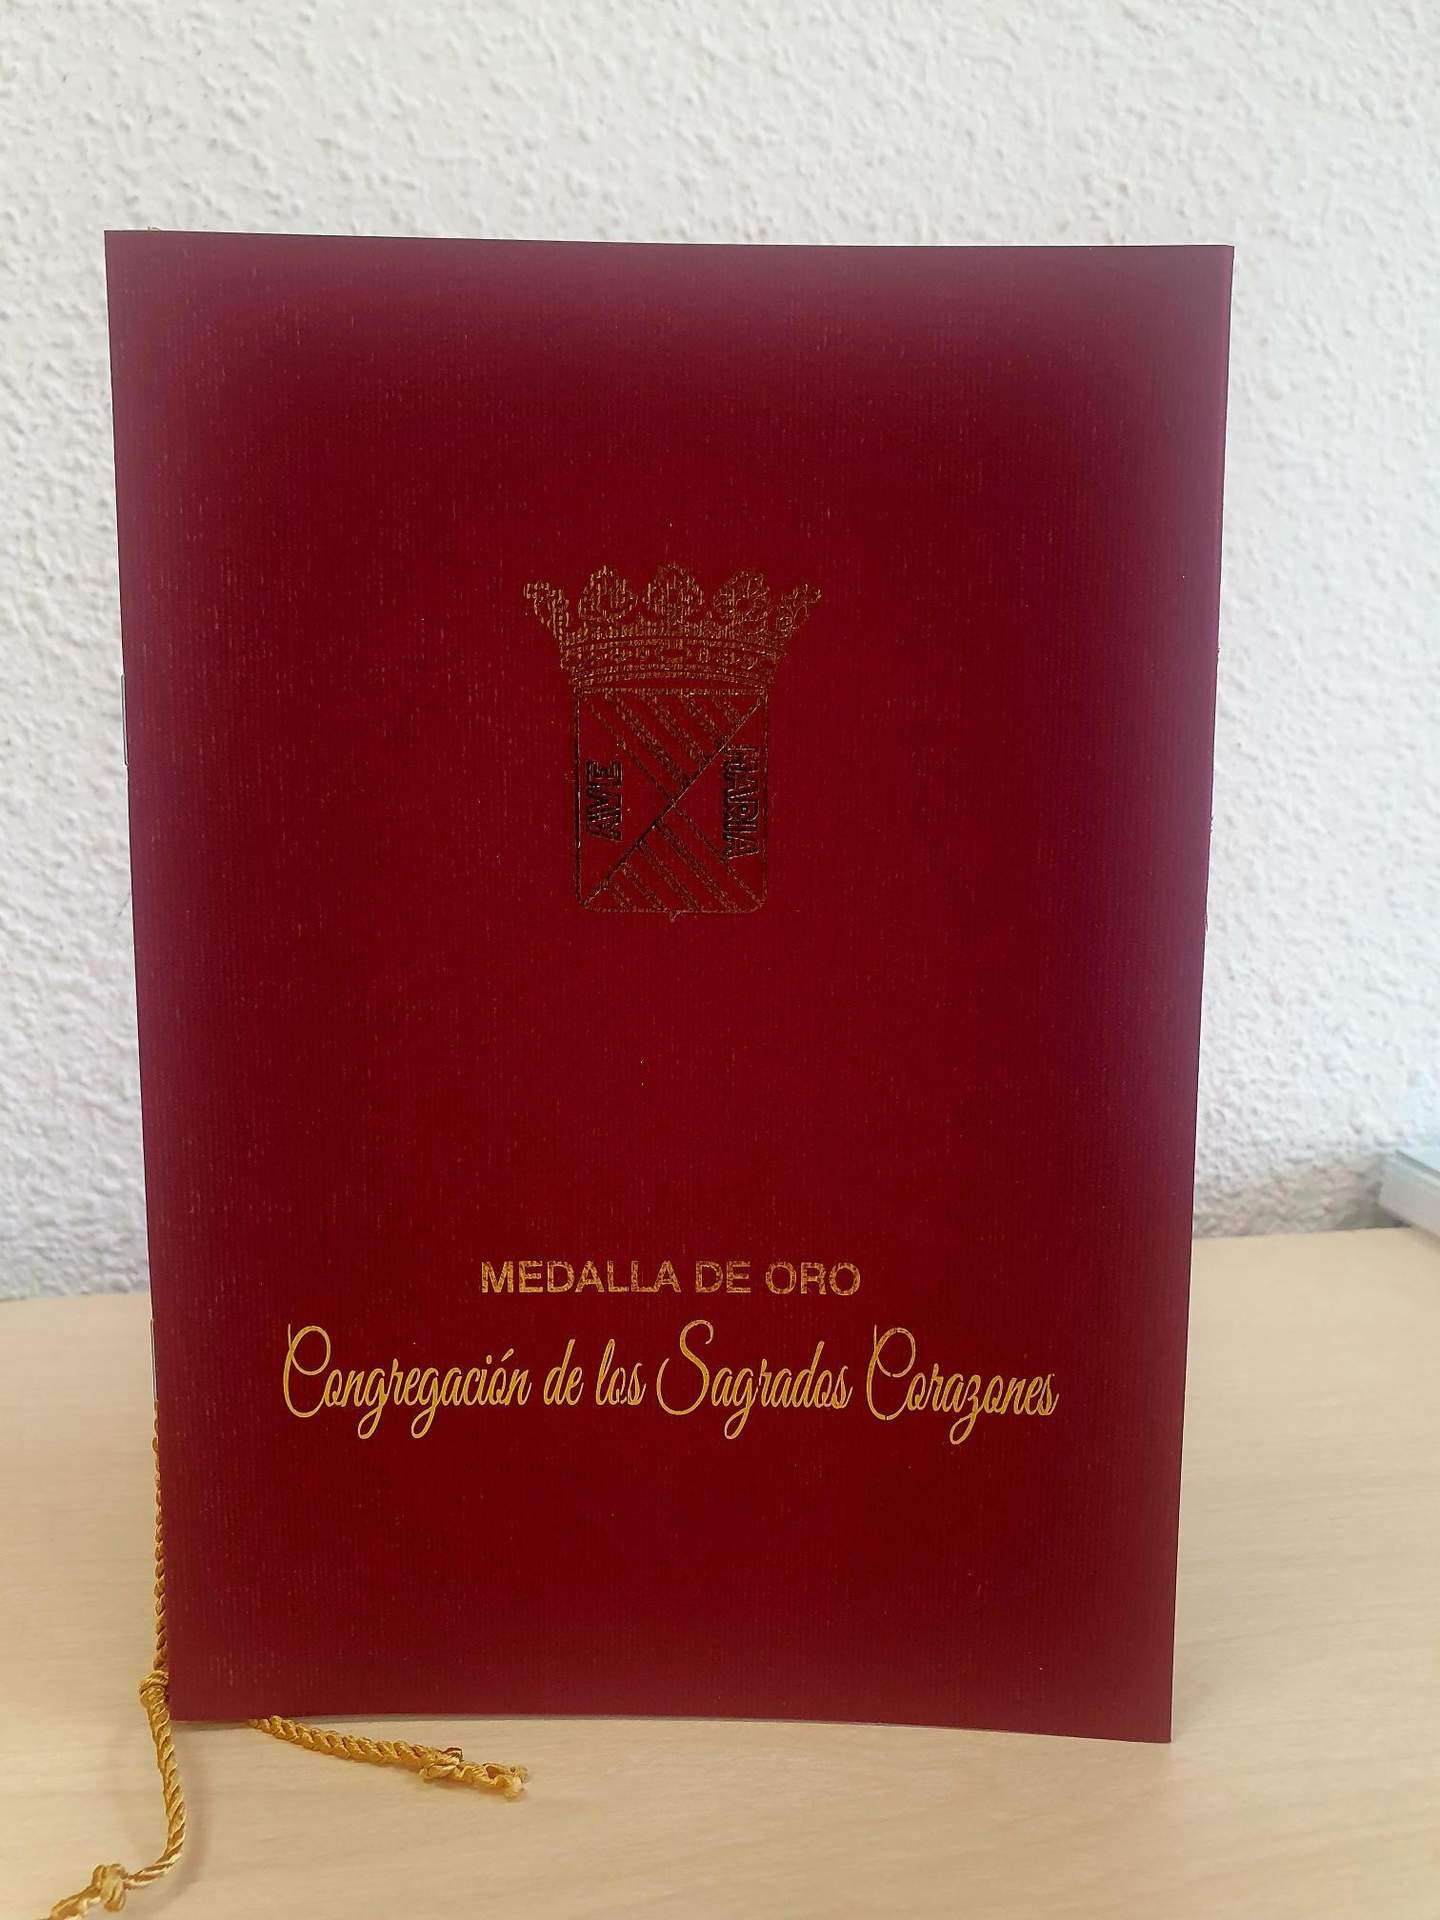 AVE
MARIA
MEDALLA DE ORO
Congregación de los Sagrados Corazones